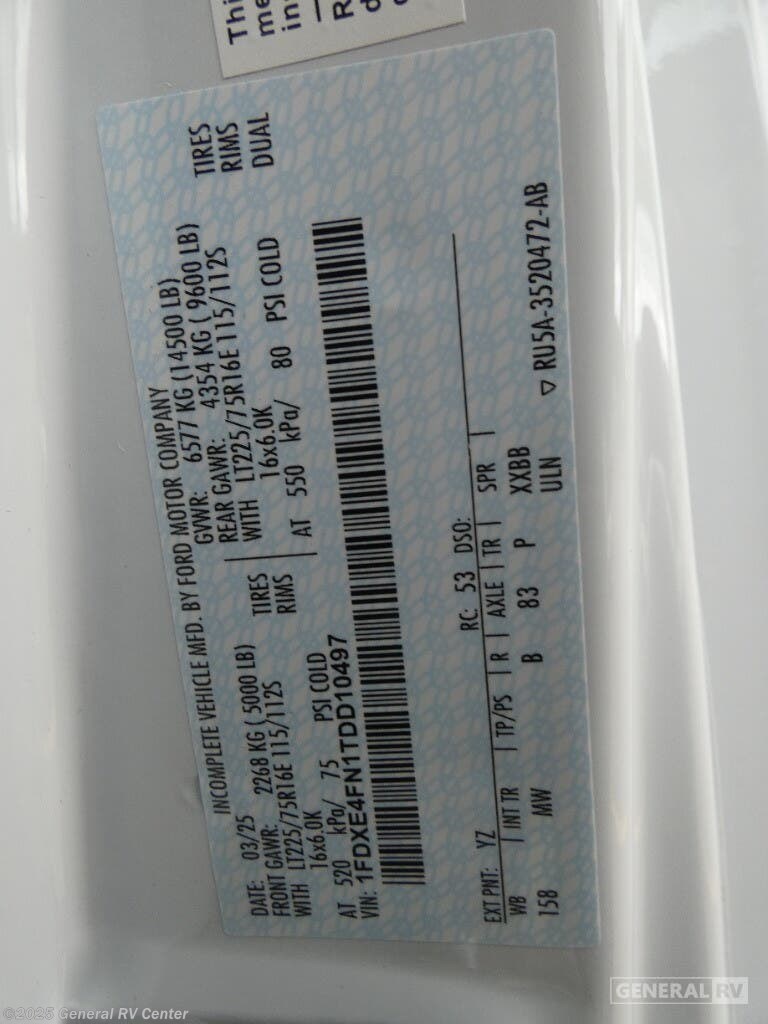 Thi
me
in
R
d
INCOMPLETE VEHICLE MFD. BY FORD MOTOR COMPANY
DATE: 03/25 GVWR: 6577 KG (14500 LB)
FRONT GAWR: 2268 KG ( 5000 LB) REAR GAWR: 4354 KG ( 9600 LB)
WITH LT225/75R16E 115/112S TIRES WITH LT225/75R16E 115/112S TIRES
16x6.0K RIMS 16x6.0K RIMS
AT 520 kPa/ 75 PSI COLD AT 550 kPa/ 80 PSI COLD DUAL
VIN: 1FDXE4FN1TDD10497
EXT PNT: YZ RC: 53 DSO:
WB INT TR TP/PS R AXLE TR SPR
158 MW B 83 P XXBB
ULN ▽ RU5A-3520472-AB
GENERAL RV
©2025 General RV Center